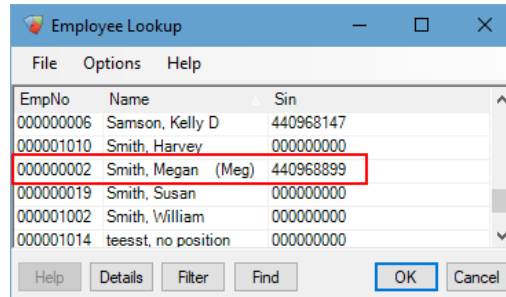 Employee Lookup
File Options Help
EmpNo Name Sin
000000006 Samson, Kelly D 440968147
000001010 Smith, Harvey 000000000
000000002 Smith, Megan (Meg) 440968899
000000019 Smith, Susan 000000000
000001002 Smith, William 000000000
000001014 teesst, no position 000000000
Help Details Filter Find OK Cancel